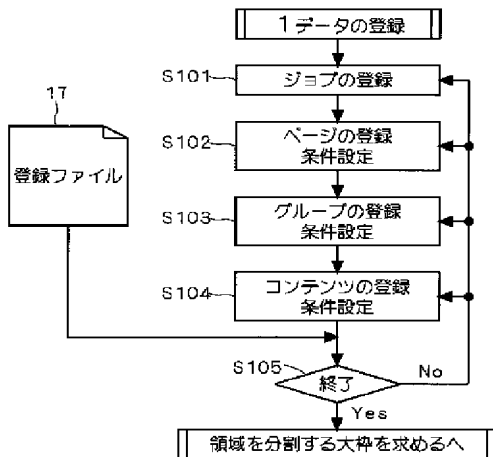 1データの登録
S101
ジョブの登録
17
S102
ページの登録
条件設定
登録ファイル
S103
グループの登録
条件設定
S104
コンテンツの登録
条件設定
S105
終了
No
Yes
領域を分割する大枠を求めるへ